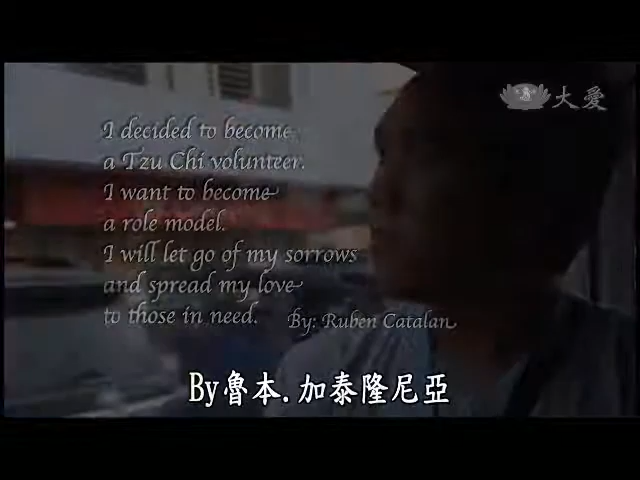 大愛
I decided to become
a Tzu Chi volunteer.
I want to become
a role model.
I will let go of my sorrows
and spread my love
to those in need.
By: Ruben Catalan
By魯本.加泰隆尼亞